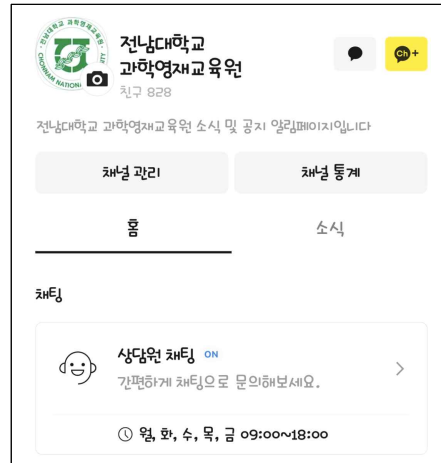 전남대학교
과학영재교육원
친구 828
Ch+
전남대학교 과학영재교육원 소식 및 공지 알림페이지입니다
채널 관리
채널 통계
홈
소식
채팅
상담원 채팅 ON
간편하게 채팅으로 문의해보세요.
월, 화, 수, 목, 금 09:00~18:00